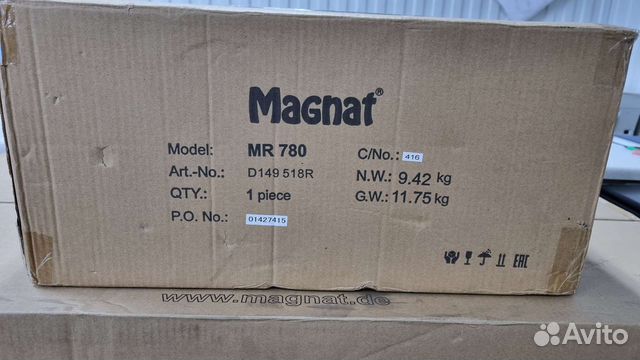 Magnat®
Model: MR 780
Art.-No.: D149 518R
QTY.: 1 piece
P.O. No.: 01427415
C/No.: 416
N.W.: 9.42 kg
G.W.: 11.75 kg
EAC
www.magnat.de
Avito